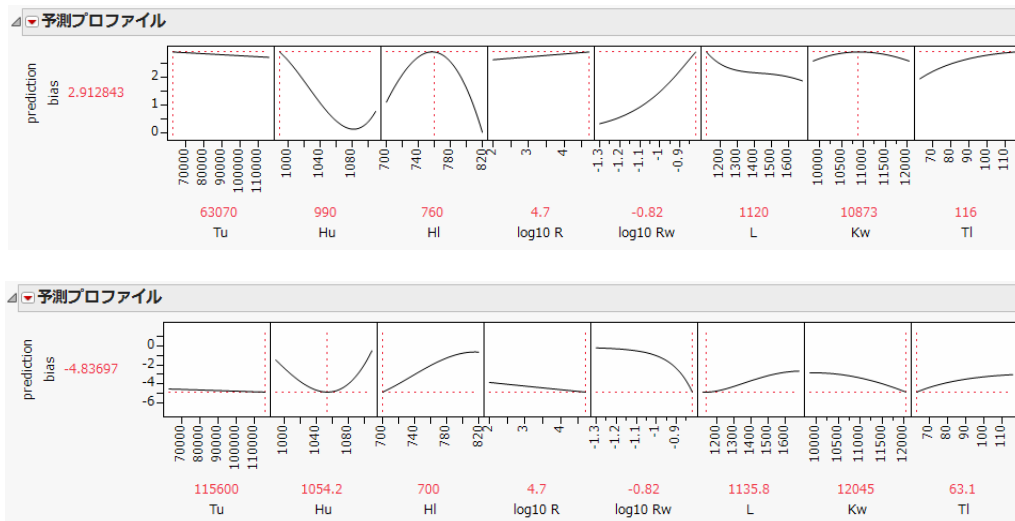 予測プロファイル
prediction bias
2.912843
2
1
0
70000 80000 90000 100000 110000
1000 1040 1080
700 740 780 820
2 3 4
-1.3 -1.2 -1.1 -1 -0.9
1200 1300 1400 1500 1600
10000 10500 11000 11500 12000
70 80 90 100 110
63070 990 760 4.7 -0.82 1120 10873 116
Tu Hu Hl log10 R log10 Rw L Kw Tl
予測プロファイル
prediction bias
-4.83697
0
-2
-4
-6
70000 80000 90000 100000 110000
1000 1040 1080
700 740 780 820
2 3 4
-1.3 -1.2 -1.1 -1 -0.9
1200 1300 1400 1500 1600
10000 10500 11000 11500 12000
70 80 90 100 110
115600 1054.2 700 4.7 -0.82 1135.8 12045 63.1
Tu Hu Hl log10 R log10 Rw L Kw Tl